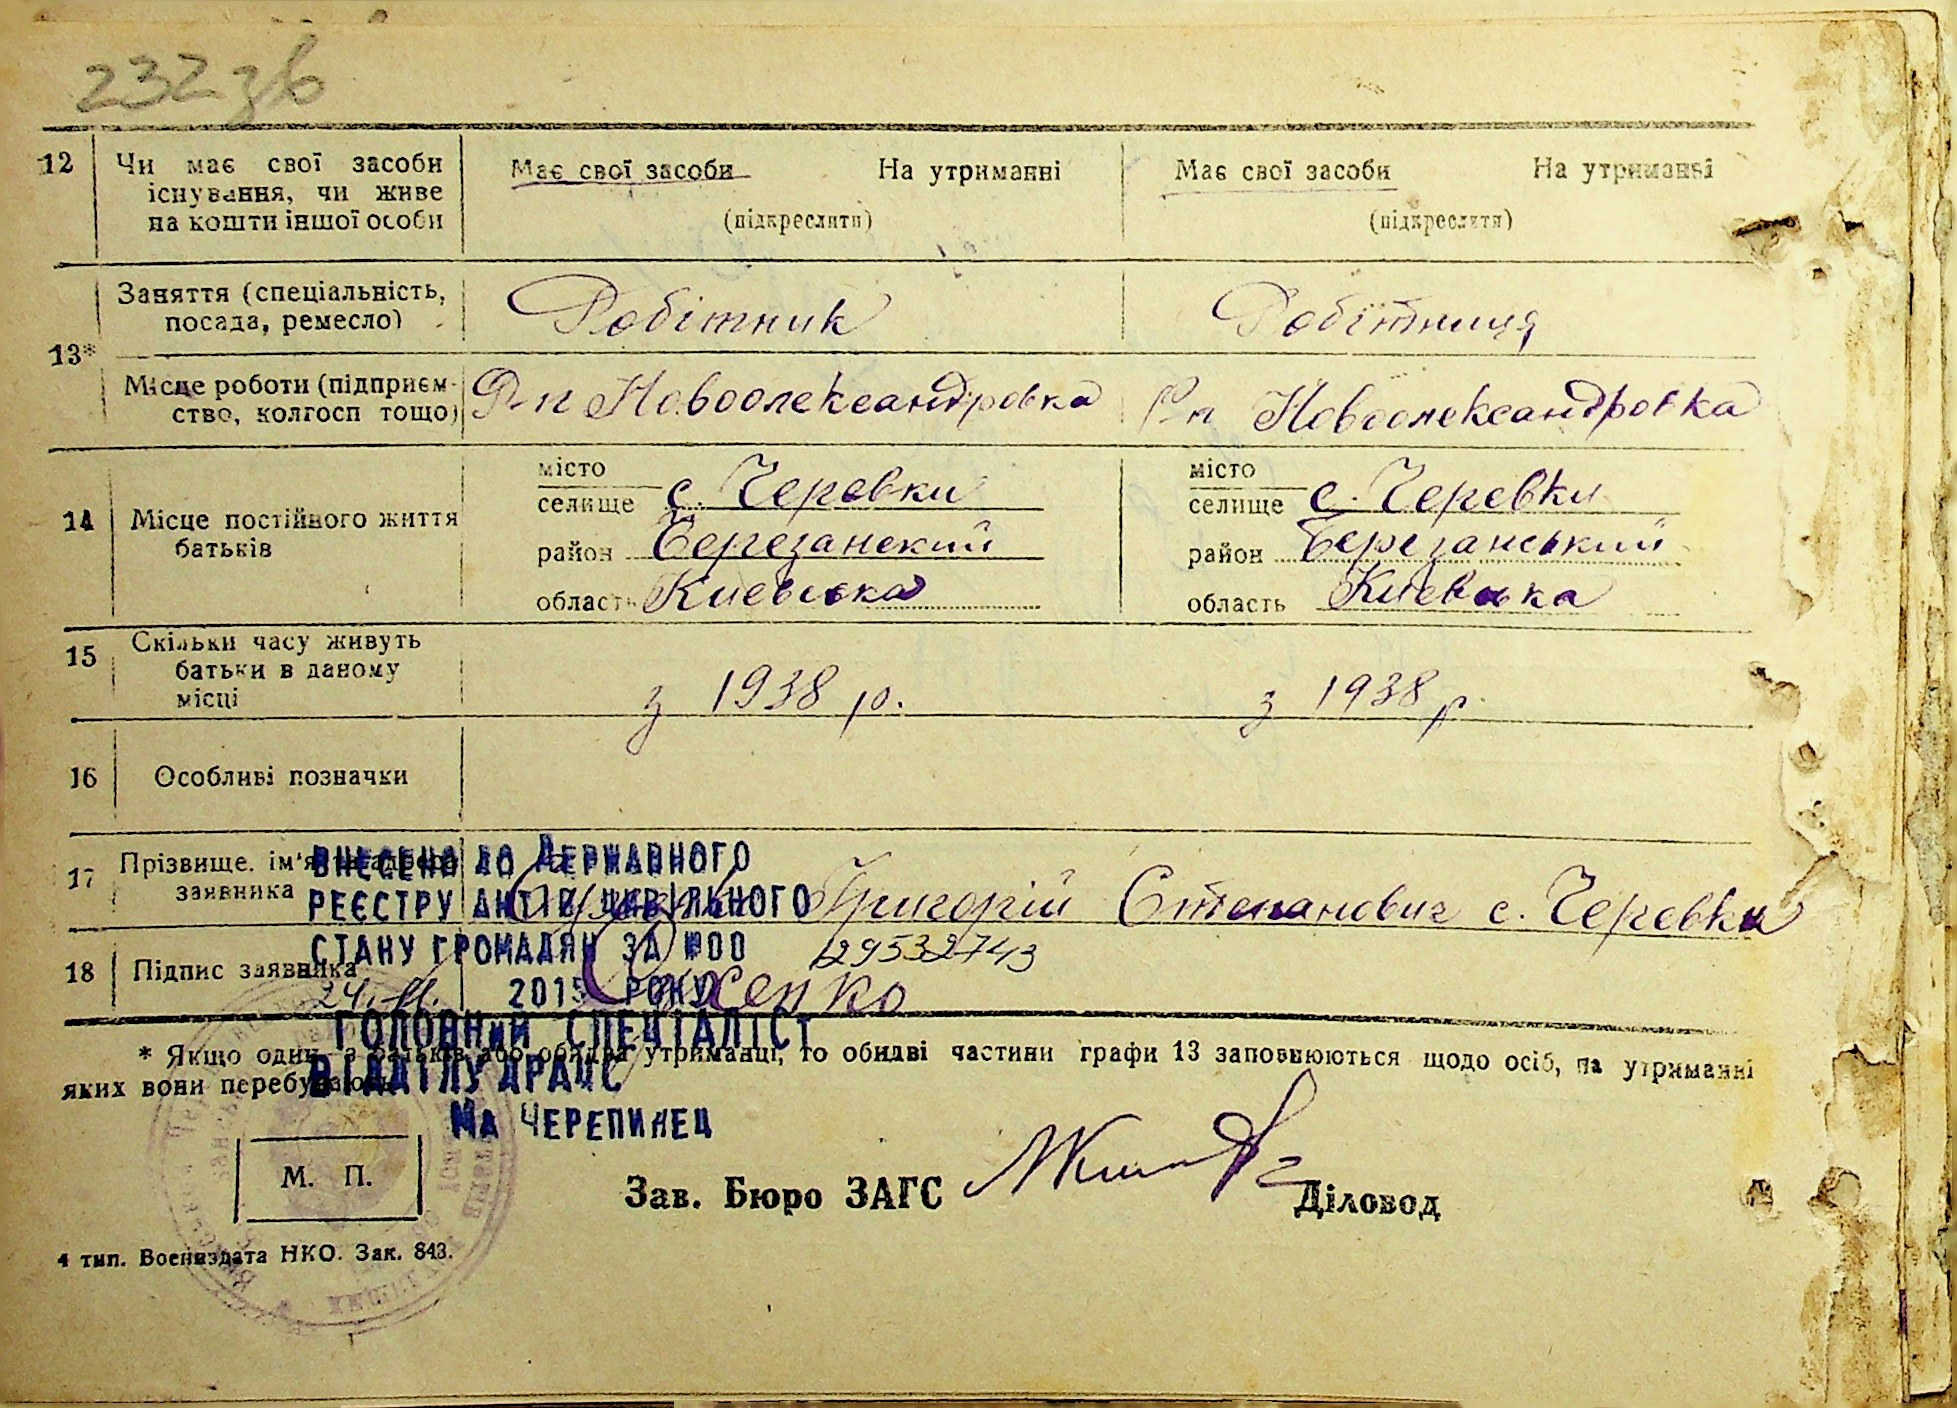 232 зв
12 Чи має свої засоби існування, чи живе на кошти іншої особи
Має свої засоби На утриманні Має свої засоби На утриманні
(підкреслити) (підкреслити)
13* Заняття (спеціальність, посада, ремесло)
Робітник Робітниця
Місце роботи (підприємство, колгосп тощо)
Р-п Новоолександровка Р-п Новоолександровка
14 Місце постійного життя батьків
місто місто
селище с. Черевки селище с. Черевки
район Березанский район Березанський
область Киевська область Киевська
15 Скільки часу живуть батьки в даному місці
з 1938 р. з 1938 р.
16 Особливі позначки
17 Прізвище, ім'я та адреса заявника
Григорій Степанович с. Черевки
18 Підпис заявника
ВНЕСЕНО ДО ДЕРЖАВНОГО
РЕЄСТРУ АКТІВ ЦИВІЛЬНОГО
СТАНУ ГРОМАДЯН ЗА №00 29532743
24. 11. 2015 РОКУ
ГОЛОВНИЙ СПЕЦІАЛІСТ
ВІДДІЛУ ДРАЦС
МА ЧЕРЕПИНЕЦ
* Якщо один з батьків або обидва утриманці, то обидві частини графи 13 заповнюються щодо осіб, на утриманні
яких вони перебувають
М. П.
Зав. Бюро ЗАГС Діловод
4 тип. Воениздата НКО. Зак. 843.